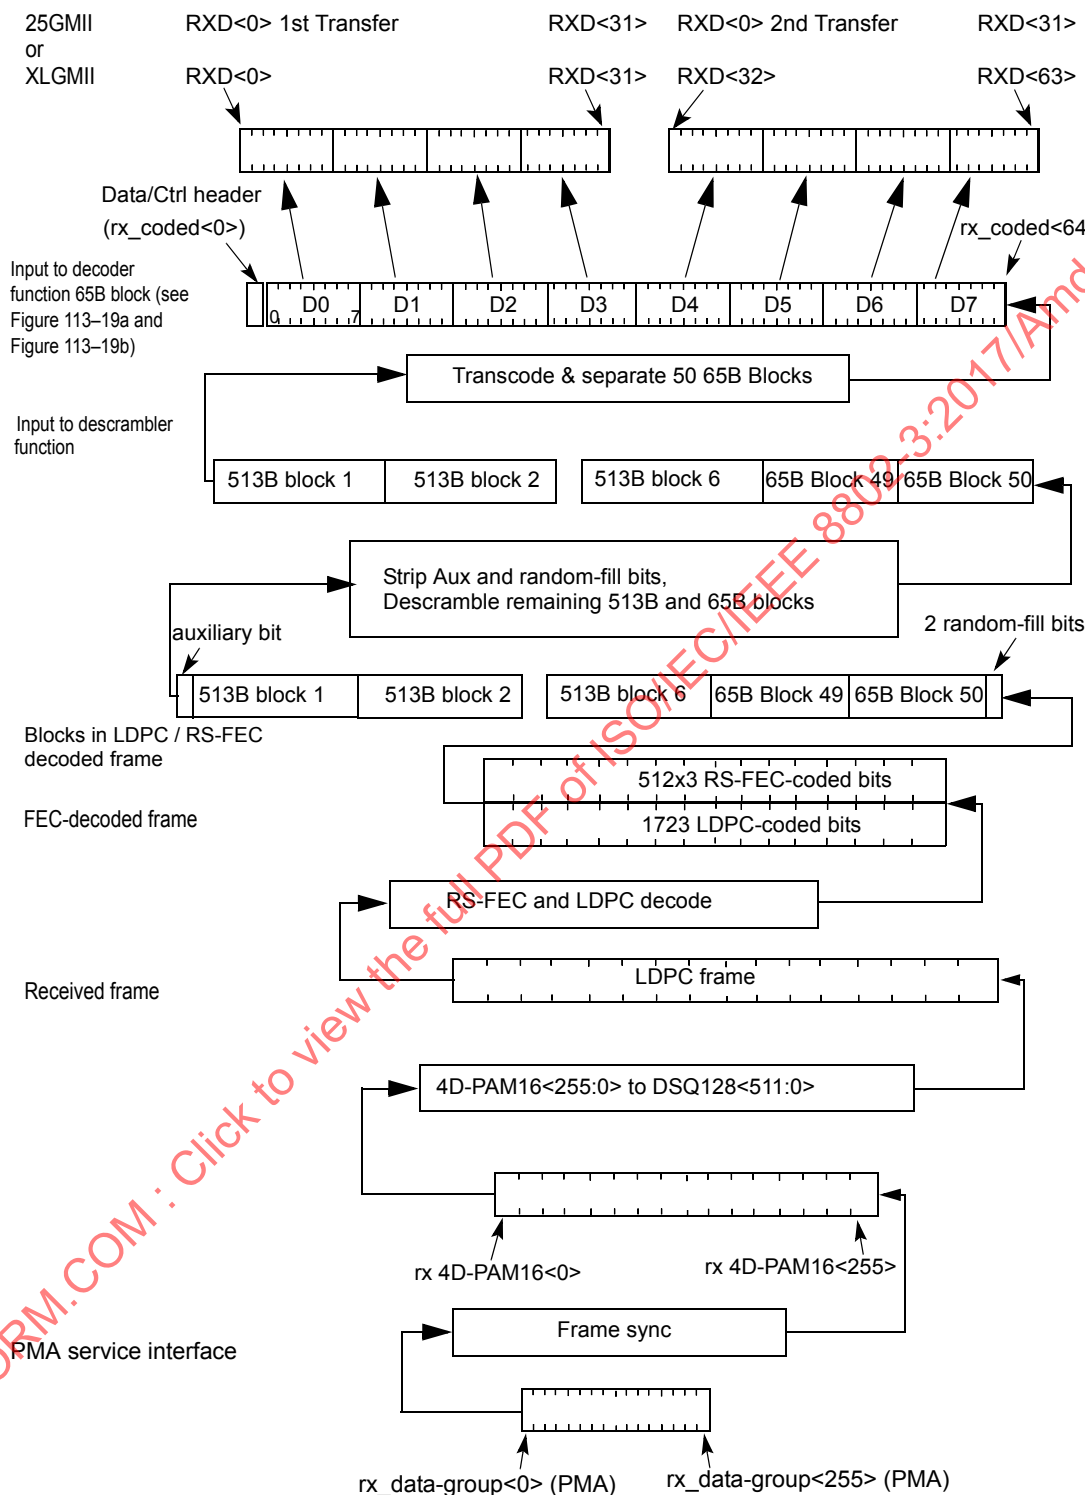 25GMII
or
XLGMII
RXD<0> 1st Transfer
RXD<31>
RXD<0> 2nd Transfer
RXD<31>
RXD<0>
RXD<31>
RXD<32>
RXD<63>
Data/Ctrl header
(rx_coded<0>)
rx_coded<64
Input to decoder
function 65B block (see
Figure 113–19a and
Figure 113–19b)
D0 D1 D2 D3 D4 D5 D6 D7
0 7
Transcode & separate 50 65B Blocks
Input to descrambler
function
513B block 1 513B block 2 513B block 6 65B Block 49 65B Block 50
Strip Aux and random-fill bits,
Descramble remaining 513B and 65B blocks
auxiliary bit
2 random-fill bits
513B block 1 513B block 2 513B block 6 65B Block 49 65B Block 50
Blocks in LDPC / RS-FEC
decoded frame
512x3 RS-FEC-coded bits
FEC-decoded frame
1723 LDPC-coded bits
RS-FEC and LDPC decode
Received frame
LDPC frame
4D-PAM16<255:0> to DSQ128<511:0>
rx 4D-PAM16<0>
rx 4D-PAM16<255>
Frame sync
PMA service interface
rx_data-group<0> (PMA)
rx_data-group<255> (PMA)
ORM.COM : Click to view the full PDF of ISO/IEC/IEEE 8802-3:2017/Amd